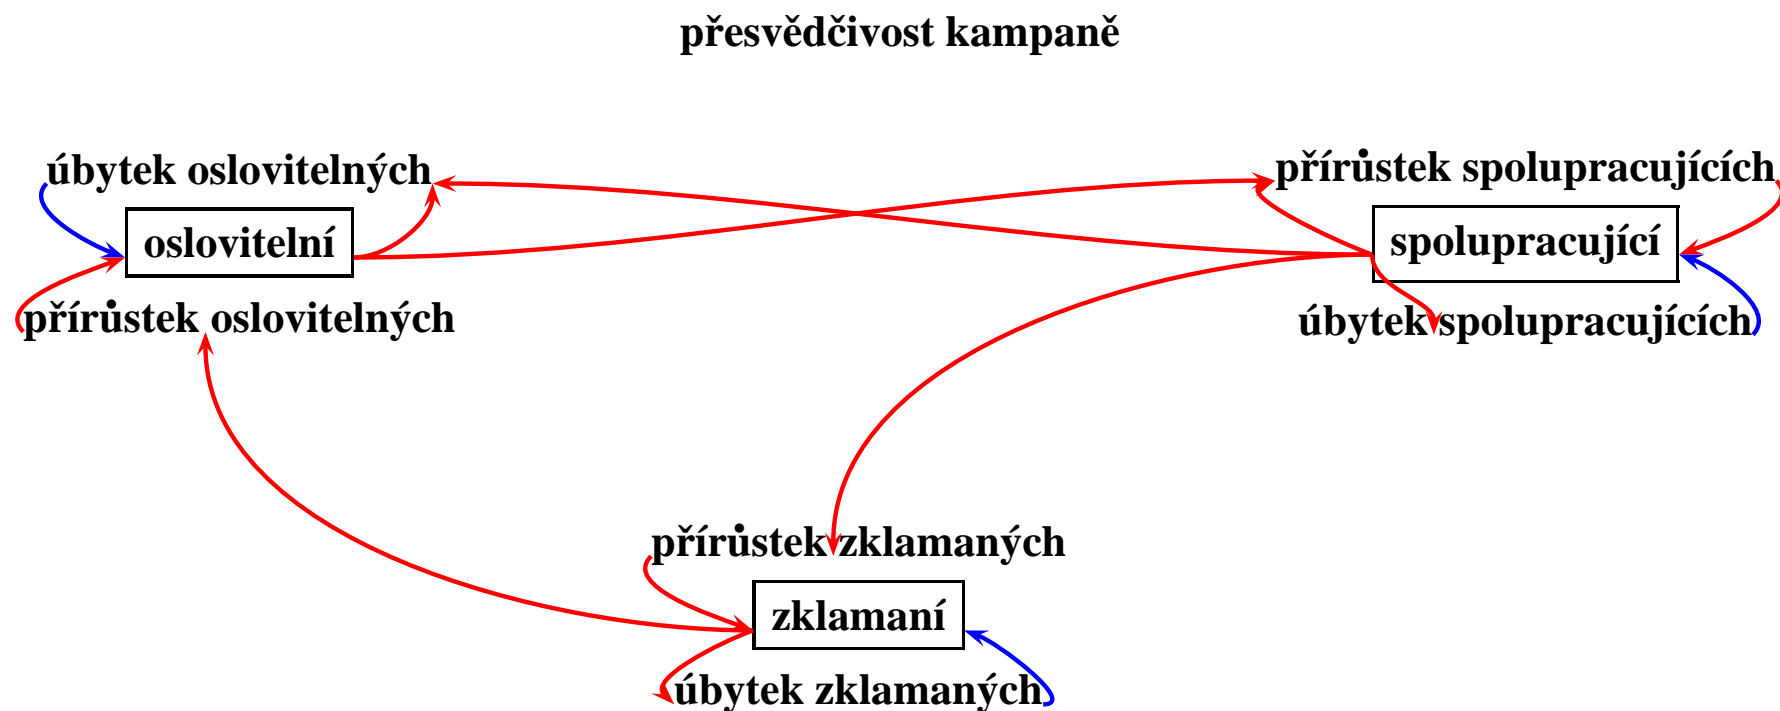 přesvědčivost kampaně
úbytek oslovitelných
přírůstek spolupracujících
oslovitelní
spolupracující
přírůstek oslovitelných
úbytek spolupracujících
přírůstek zklamaných
zklamaní
úbytek zklamaných